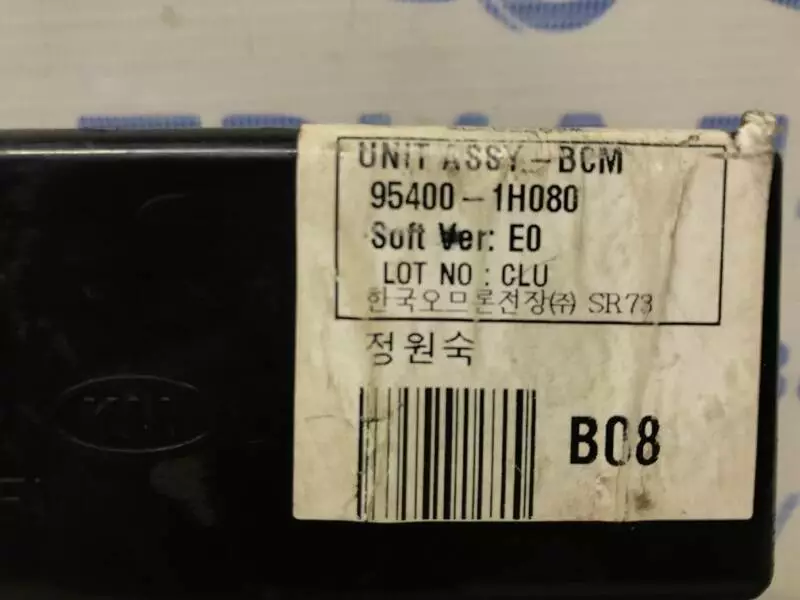 UNIT ASSY-BCM
95400-1H080
Soft Ver: E0
LOT NO : CLU
한국오므론전장㈜ SR73
정원숙
B08
KIA